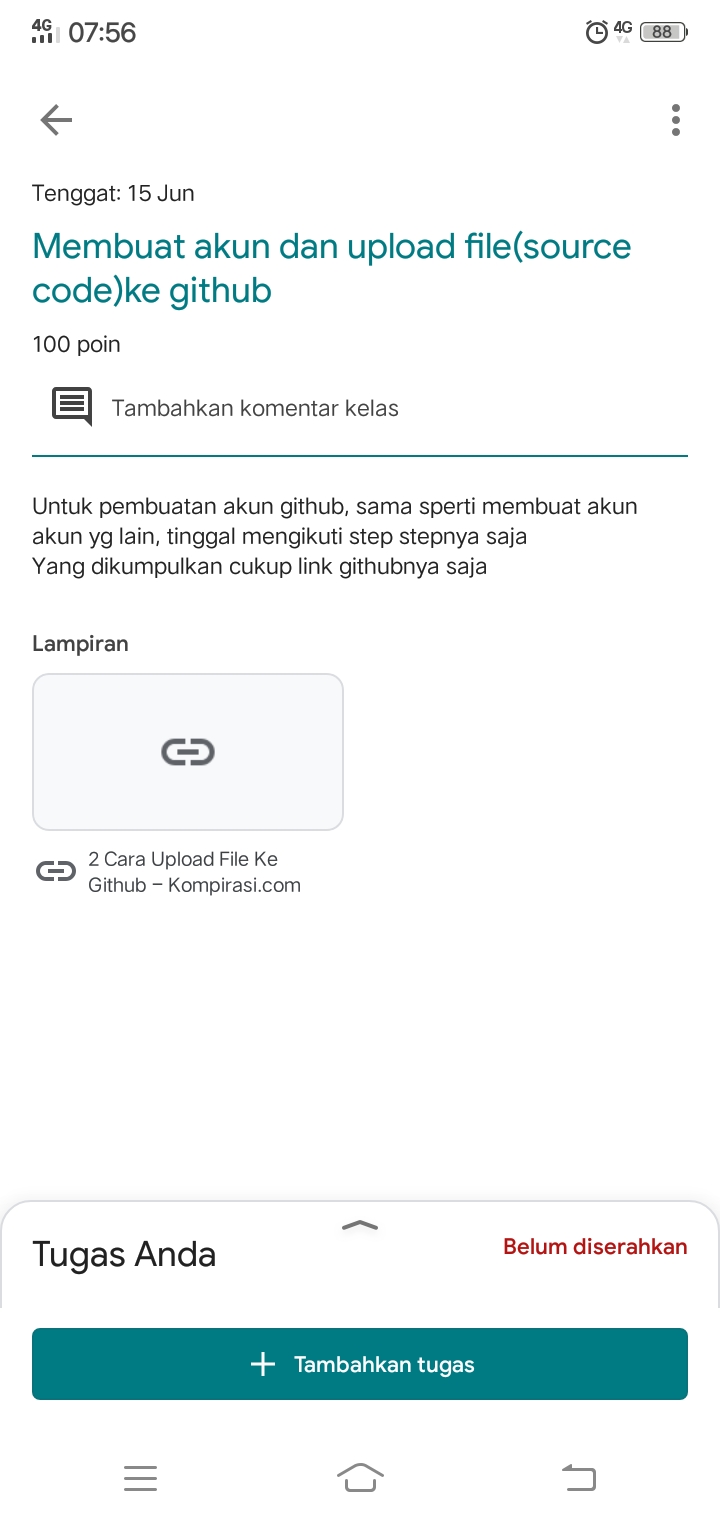 4G 07:56 4G 88
Tenggat: 15 Jun
Membuat akun dan upload file(source
code)ke github
100 poin
Tambahkan komentar kelas
Untuk pembuatan akun github, sama sperti membuat akun
akun yg lain, tinggal mengikuti step stepnya saja
Yang dikumpulkan cukup link githubnya saja
Lampiran
2 Cara Upload File Ke
Github – Kompirasi.com
Tugas Anda
Belum diserahkan
Tambahkan tugas